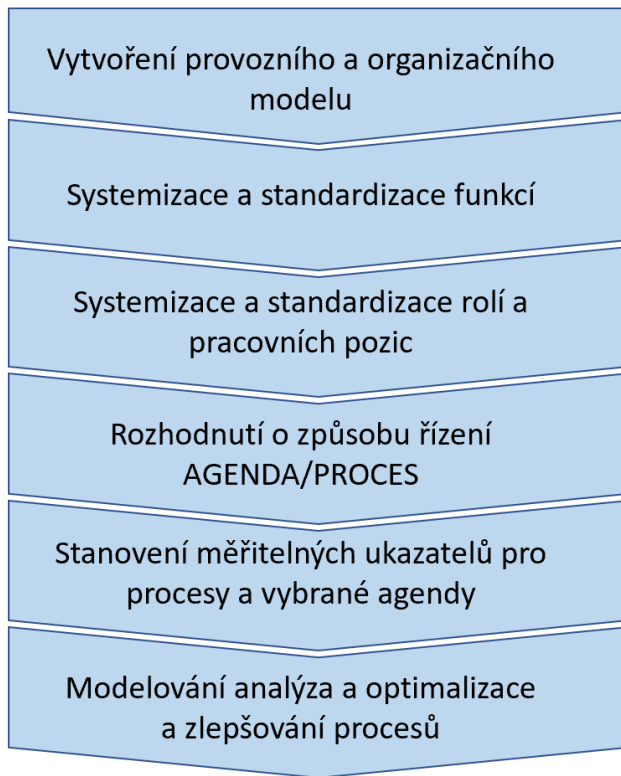 Vytvoření provozního a organizačního
modelu
Systemizace a standardizace funkcí
Systemizace a standardizace rolí a
pracovních pozic
Rozhodnutí o způsobu řízení
AGENDA/PROCES
Stanovení měřitelných ukazatelů pro
procesy a vybrané agendy
Modelování analýza a optimalizace
a zlepšování procesů